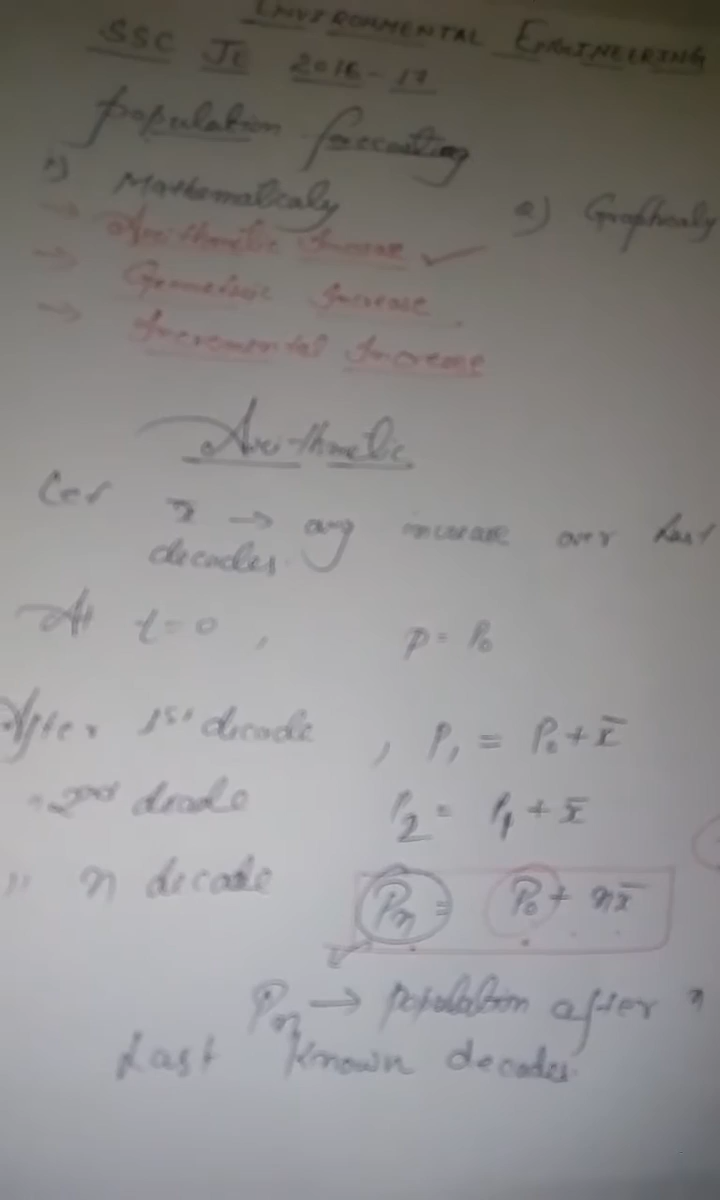 ENVIRONMENTAL ENGINEERING
SSC JE 2016-17
population forecasting
1) Mathematicaly 2) Graphicaly
→ Arithmetic Increase ✓
→ Geometric Increase
→ Incremental Increase
Arithmetic
Let x̄ → avg increase over Last
decades.
At t=0, P = P₀
After 1st decade, P₁ = P₀ + x̄
" 2nd decade P₂ = P₁ + x̄
" n decade Pₙ = P₀ + nx̄
Pₙ → population after n
Last known decades.